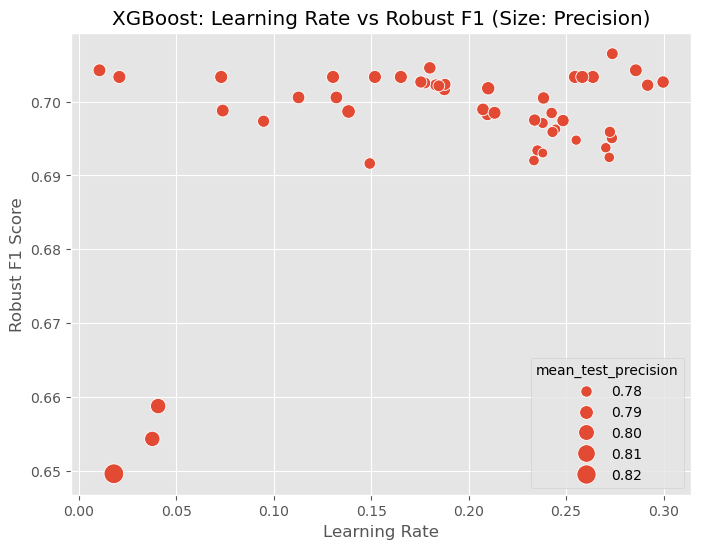 XGBoost: Learning Rate vs Robust F1 (Size: Precision)
Robust F1 Score
0.70
0.69
0.68
0.67
0.66
0.65
mean_test_precision
0.78
0.79
0.80
0.81
0.82
0.00 0.05 0.10 0.15 0.20 0.25 0.30
Learning Rate